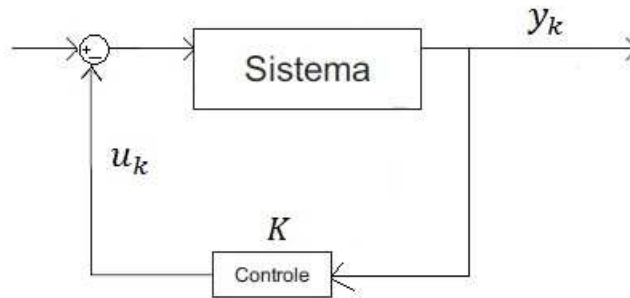 y_k
+
−
Sistema
u_k
K
Controle